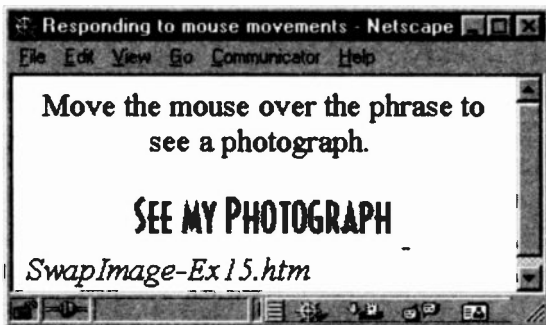 Responding to mouse movements - Netscape
File Edit View Go Communicator Help
Move the mouse over the phrase to
see a photograph.
SEE MY PHOTOGRAPH
SwapImage-Ex15.htm